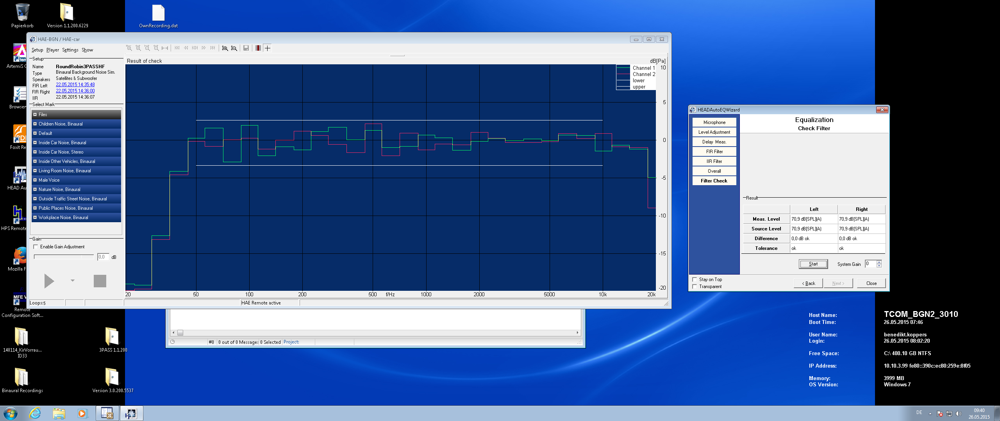 Papierkorb
Version 1.1.200.6229
OwnRecording.dat
HAE-BGN / HAE-car
Setup Player Settings Show
Setup
Name RoundRobin3PASSHF
Type Binaural Background Noise Sim.
Speakers Satellites & Subwoofer
FIR Left 22.05.2015 14:35:48
FIR Right 22.05.2015 14:36:00
IIR 22.05.2015 14:36:07
Select Mark
Files
Children Noise, Binaural
Default
Inside Car Noise, Binaural
Inside Car Noise, Stereo
Inside Other Vehicles, Binaural
Living Room Noise, Binaural
Male Voice
Nature Noise, Binaural
Outside Traffic Street Noise, Binaural
Public Places Noise, Binaural
Workplace Noise, Binaural
Gain
Enable Gain Adjustment
0,0 dB
Loops:5
HAE Remote active
Result of check
dB[Pa]
Channel 1
Channel 2
lower
upper
10
5
0
-5
-10
-15
-20
20 50 100 200 500 f/Hz 1000 2000 5000 10k 20k
ArtemiS C
Browser
Foxit Re
HEAD Au
HPS Remote
Mozilla F
MFE V
Remote
Configuration Soft...
140114_KirVorrau...
ID33
3PASS 1.1.200
Binaural Recordings
Version 3.0.200.5537
#0 0 out of 0 Messages 0 Selected Project:
HEADAutoEQWizard
Microphone
Level Adjustment
Delay Meas.
FIR Filter
IIR Filter
Overall
Filter Check
Equalization
Check Filter
Result
Left Right
Meas. Level 70,9 dB[SPL](A) 70,9 dB[SPL](A)
Source Level 70,9 dB[SPL](A) 70,9 dB[SPL](A)
Difference 0,0 dB ok 0,0 dB ok
Tolerance ok ok
Start System Gain 0
Stay on Top
Transparent
< Back Next > Close
Host Name: TCOM_BGN2_3010
Boot Time: 26.05.2015 07:46
User Name: benedikt.koppers
Login: 26.05.2015 08:02:20
Free Space: C:\ 400.10 GB NTFS
IP Address: 10.10.3.99 fe80::390c:ec80:259e:8f05
Memory: 3999 MB
OS Version: Windows 7
DE
09:40
26.05.2015